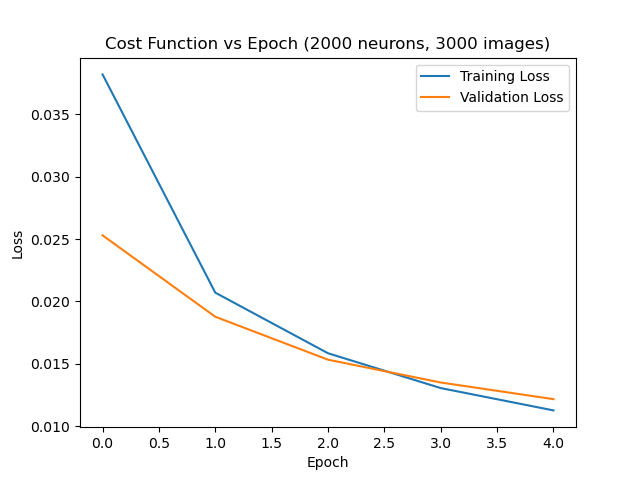 Cost Function vs Epoch (2000 neurons, 3000 images)
Training Loss
Validation Loss
Loss
0.035
0.030
0.025
0.020
0.015
0.010
0.0 0.5 1.0 1.5 2.0 2.5 3.0 3.5 4.0
Epoch